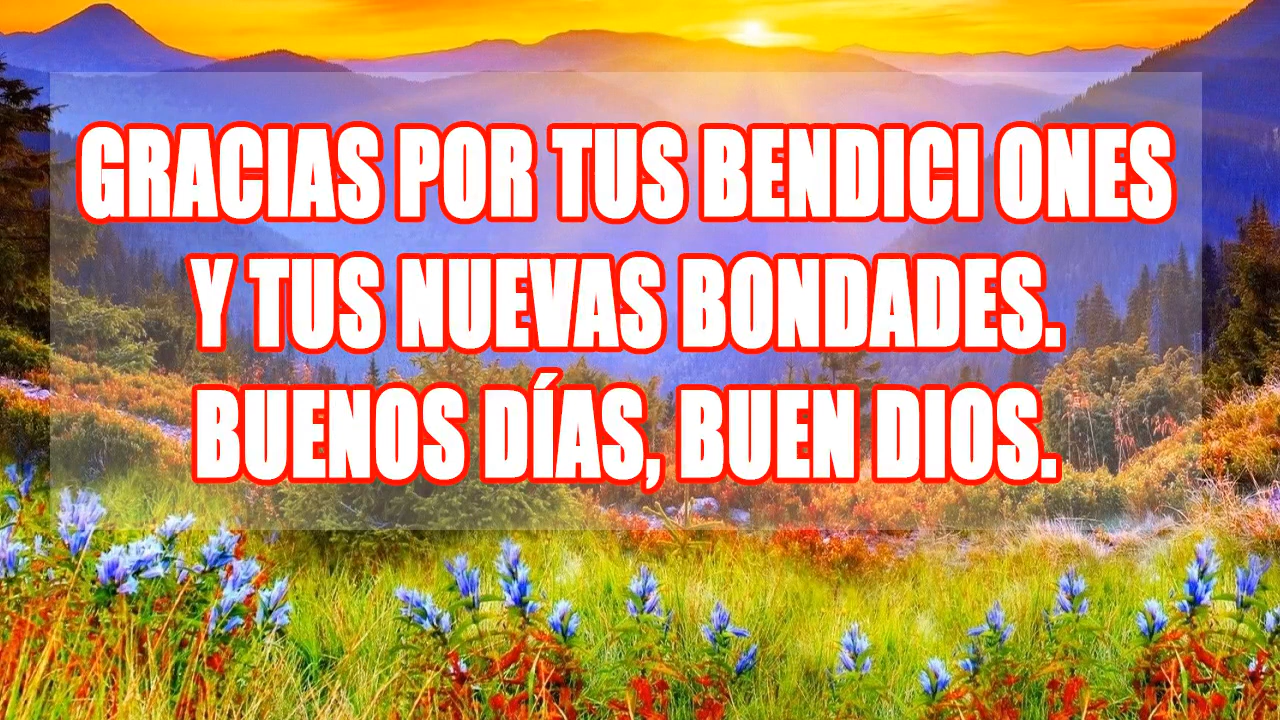 GRACIAS POR TUS BENDICI ONES
Y TUS NUEVAS BONDADES.
BUENOS DÍAS, BUEN DIOS.